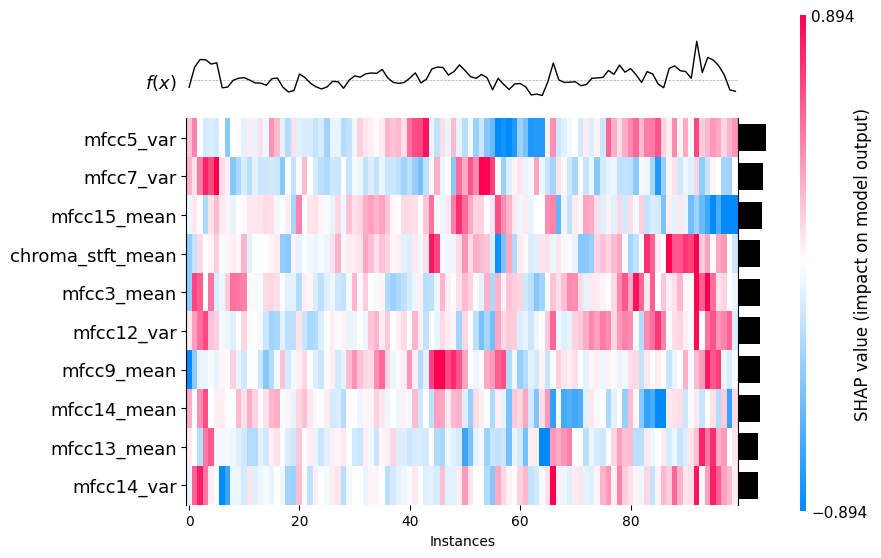 0.894
f(x)
mfcc5_var
mfcc7_var
mfcc15_mean
chroma_stft_mean
mfcc3_mean
mfcc12_var
mfcc9_mean
mfcc14_mean
mfcc13_mean
mfcc14_var
0 20 40 60 80
Instances
SHAP value (impact on model output)
−0.894